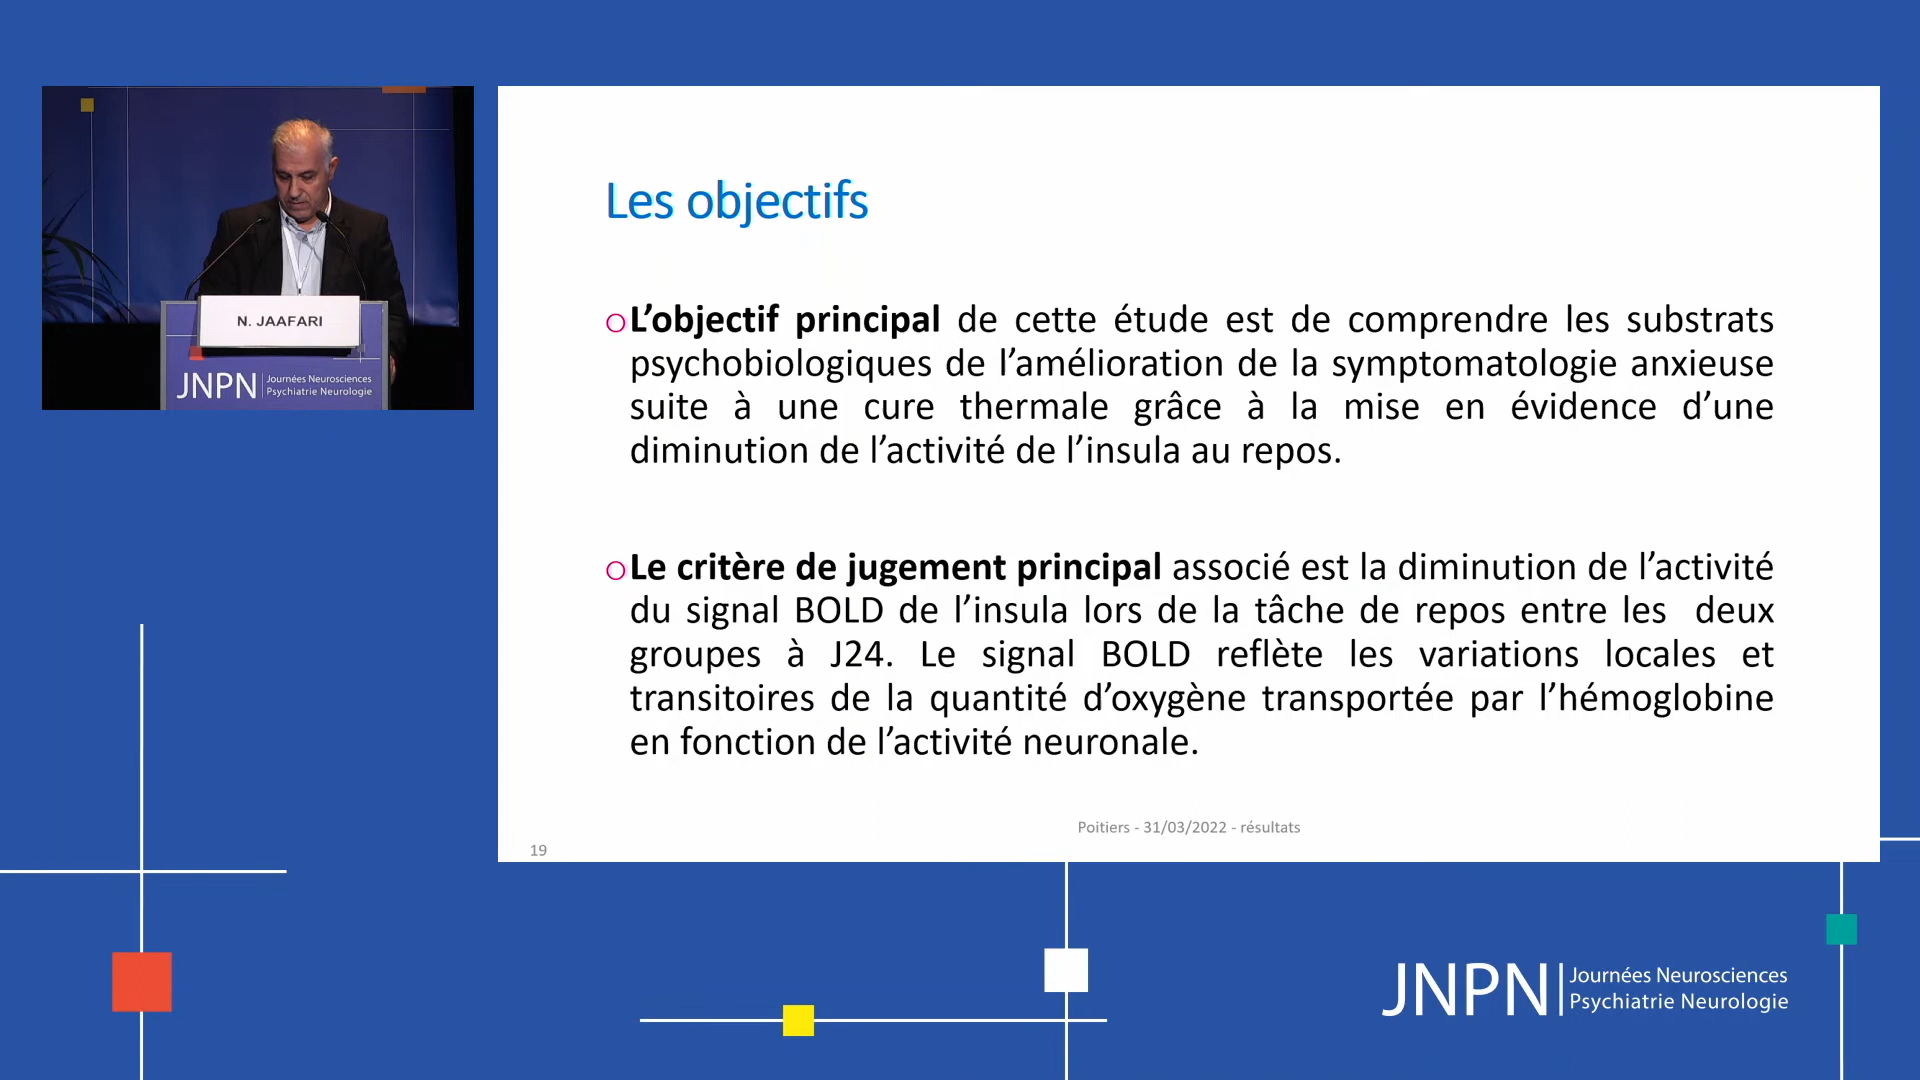 N. JAAFARI
JNPN
Journées Neurosciences
Psychiatrie Neurologie
Les objectifs
L’objectif principal de cette étude est de comprendre les substrats
psychobiologiques de l’amélioration de la symptomatologie anxieuse
suite à une cure thermale grâce à la mise en évidence d’une
diminution de l’activité de l’insula au repos.
Le critère de jugement principal associé est la diminution de l’activité
du signal BOLD de l’insula lors de la tâche de repos entre les deux
groupes à J24. Le signal BOLD reflète les variations locales et
transitoires de la quantité d’oxygène transportée par l’hémoglobine
en fonction de l’activité neuronale.
Poitiers - 31/03/2022 - résultats
19
JNPN
Journées Neurosciences
Psychiatrie Neurologie